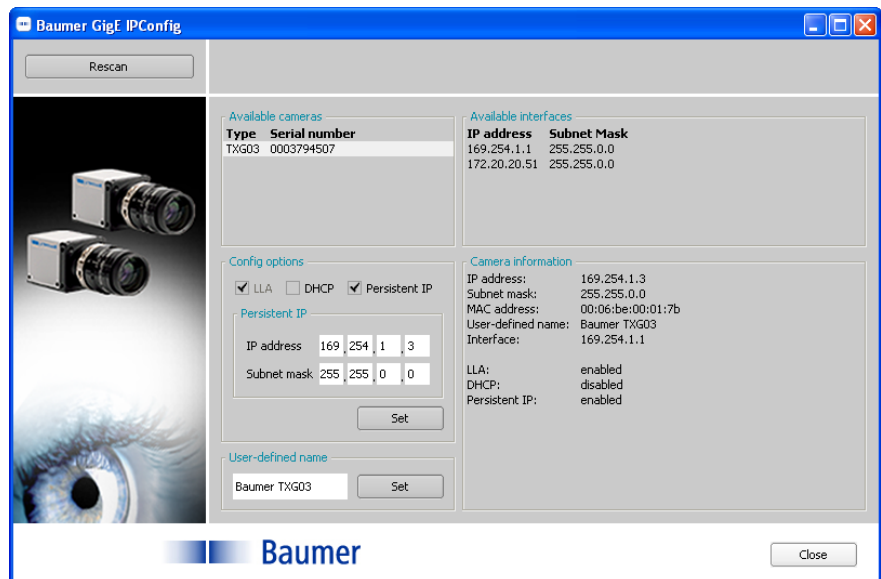 Baumer GigE IPConfig
Rescan
Available cameras
Type Serial number
TXG03 0003794507
Available interfaces
IP address Subnet Mask
169.254.1.1 255.255.0.0
172.20.20.51 255.255.0.0
Config options
LLA DHCP Persistent IP
Persistent IP
IP address 169 . 254 . 1 . 3
Subnet mask 255 . 255 . 0 . 0
Set
User-defined name
Baumer TXG03 Set
Camera information
IP address: 169.254.1.3
Subnet mask: 255.255.0.0
MAC address: 00:06:be:00:01:7b
User-defined name: Baumer TXG03
Interface: 169.254.1.1
LLA: enabled
DHCP: disabled
Persistent IP: enabled
Baumer
Close